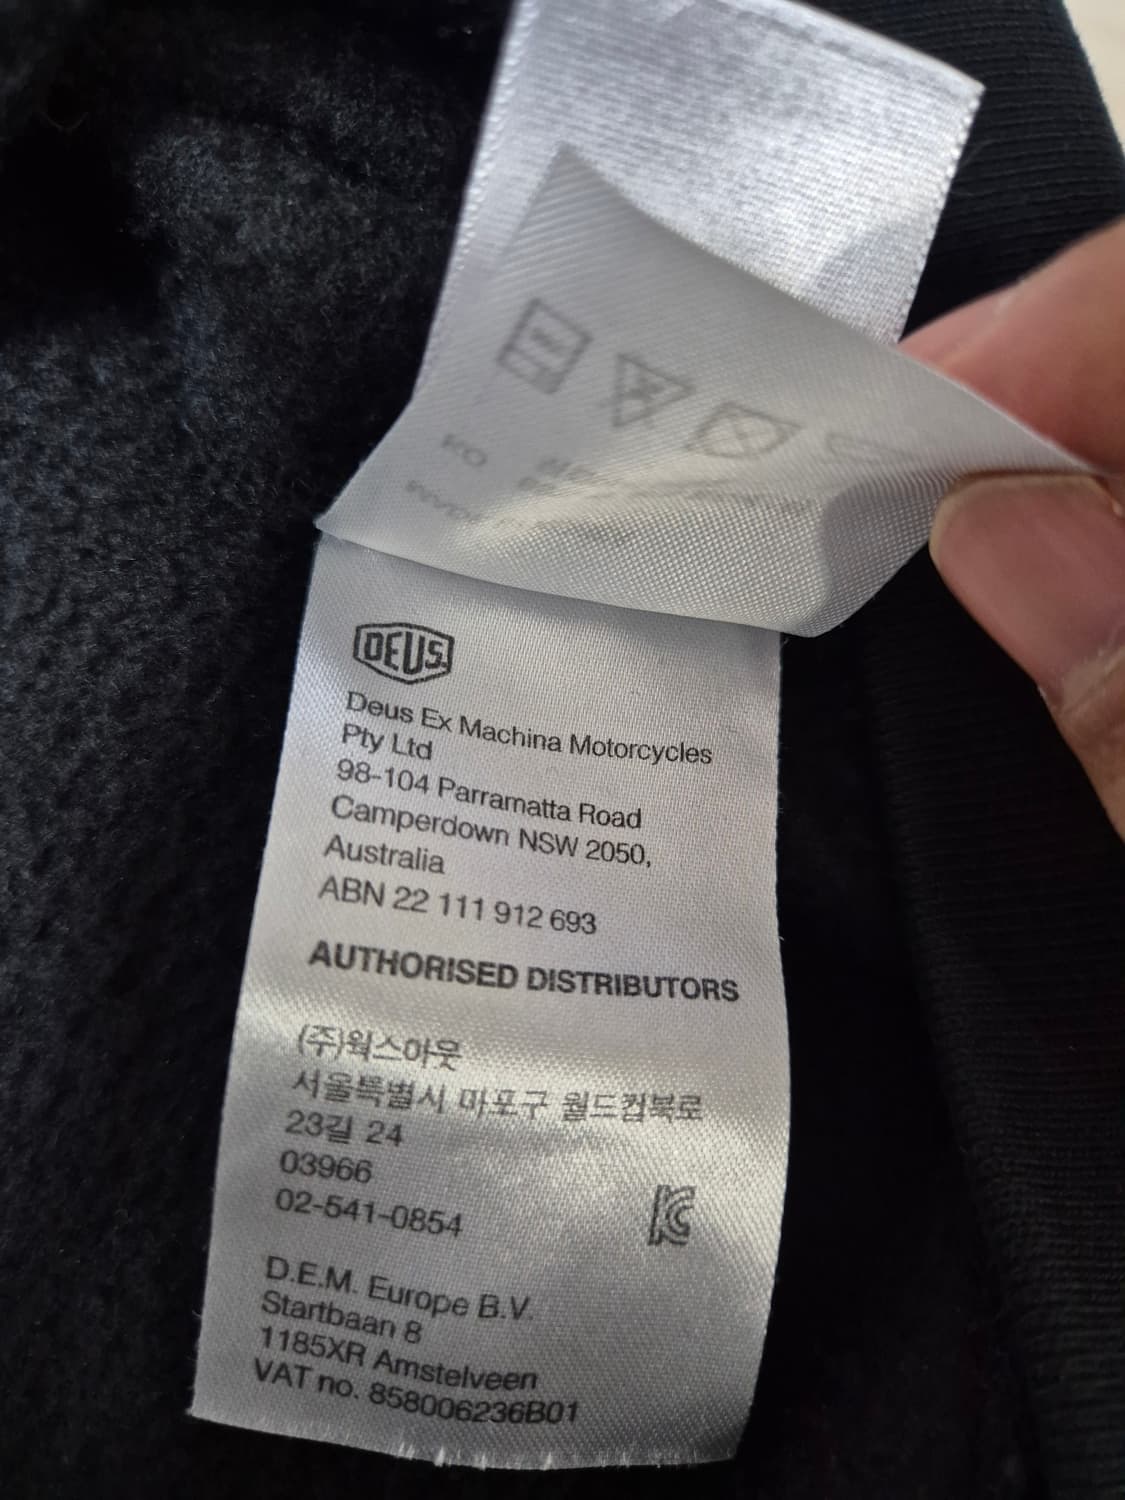 KO
DEUS
Deus Ex Machina Motorcycles
Pty Ltd
98-104 Parramatta Road
Camperdown NSW 2050,
Australia
ABN 22 111 912 693
AUTHORISED DISTRIBUTORS
(주)웍스아웃
서울특별시 마포구 월드컵북로
23길 24
03966
02-541-0854
KC
D.E.M. Europe B.V.
Startbaan 8
1185XR Amstelveen
VAT no. 858006236B01